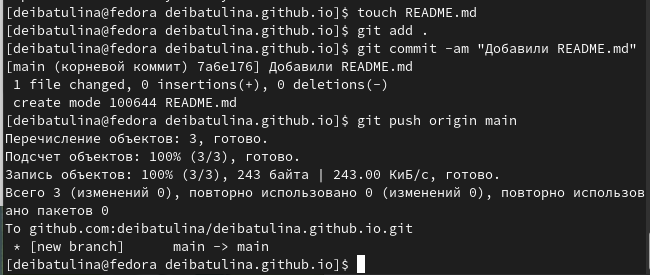 [deibatulina@fedora deibatulina.github.io]$ touch README.md
[deibatulina@fedora deibatulina.github.io]$ git add .
[deibatulina@fedora deibatulina.github.io]$ git commit -am "Добавили README.md"
[main (корневой коммит) 7a6e176] Добавили README.md
 1 file changed, 0 insertions(+), 0 deletions(-)
 create mode 100644 README.md
[deibatulina@fedora deibatulina.github.io]$ git push origin main
Перечисление объектов: 3, готово.
Подсчет объектов: 100% (3/3), готово.
Запись объектов: 100% (3/3), 243 байта | 243.00 КиБ/с, готово.
Всего 3 (изменений 0), повторно использовано 0 (изменений 0), повторно использов
ано пакетов 0
To github.com:deibatulina/deibatulina.github.io.git
 * [new branch]      main -> main
[deibatulina@fedora deibatulina.github.io]$